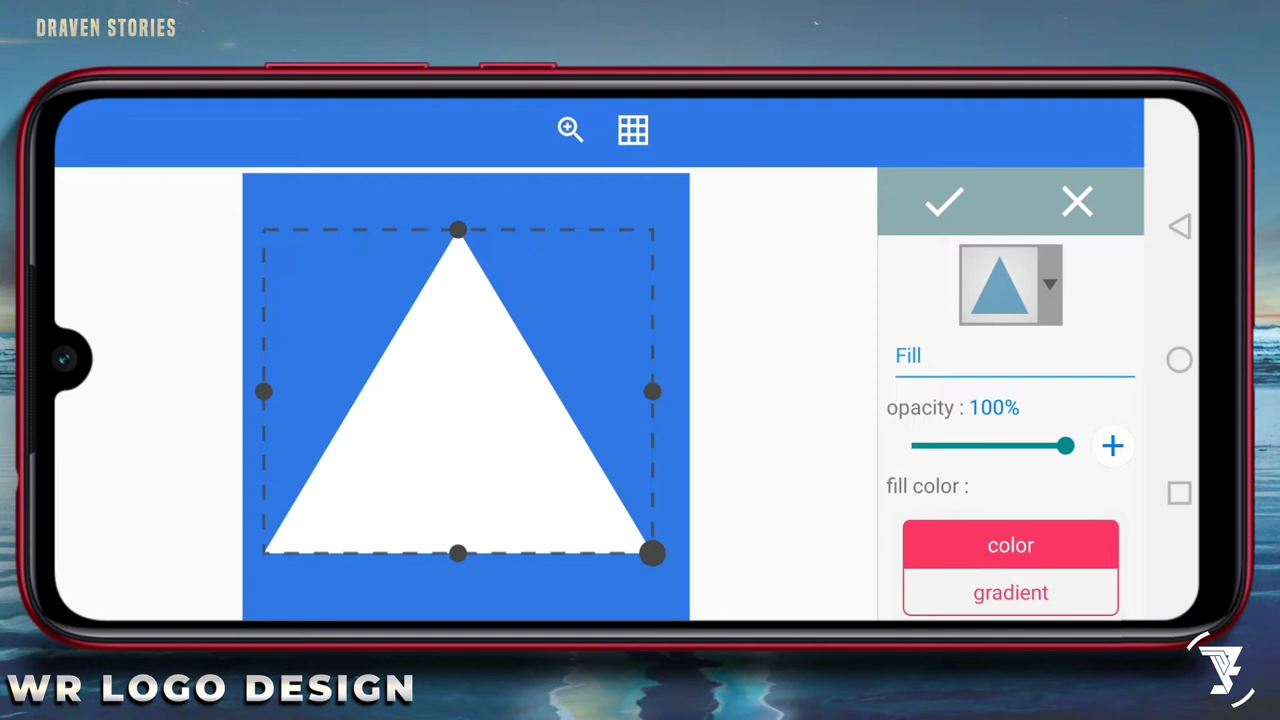 DRAVEN STORIES
Fill
opacity : 100%
fill color :
color
gradient
WR LOGO DESIGN